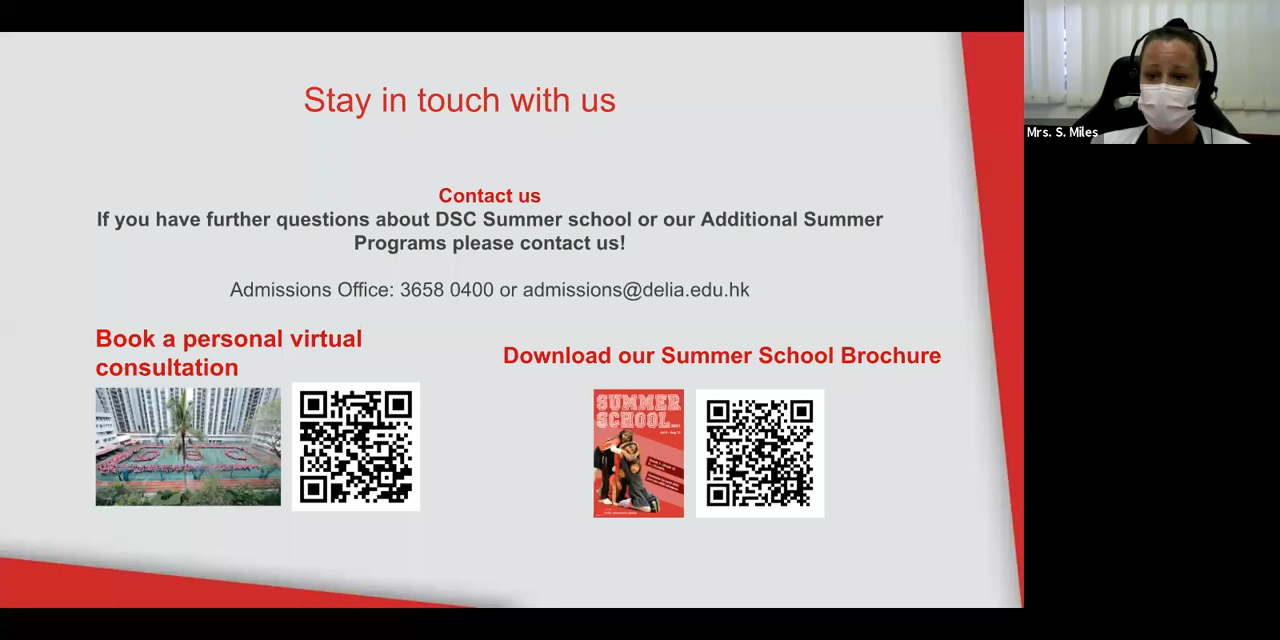 Stay in touch with us
Mrs. S. Miles
Contact us
If you have further questions about DSC Summer school or our Additional Summer
Programs please contact us!
Admissions Office: 3658 0400 or admissions@delia.edu.hk
Book a personal virtual
consultation
Download our Summer School Brochure
SUMMER
SCHOOL